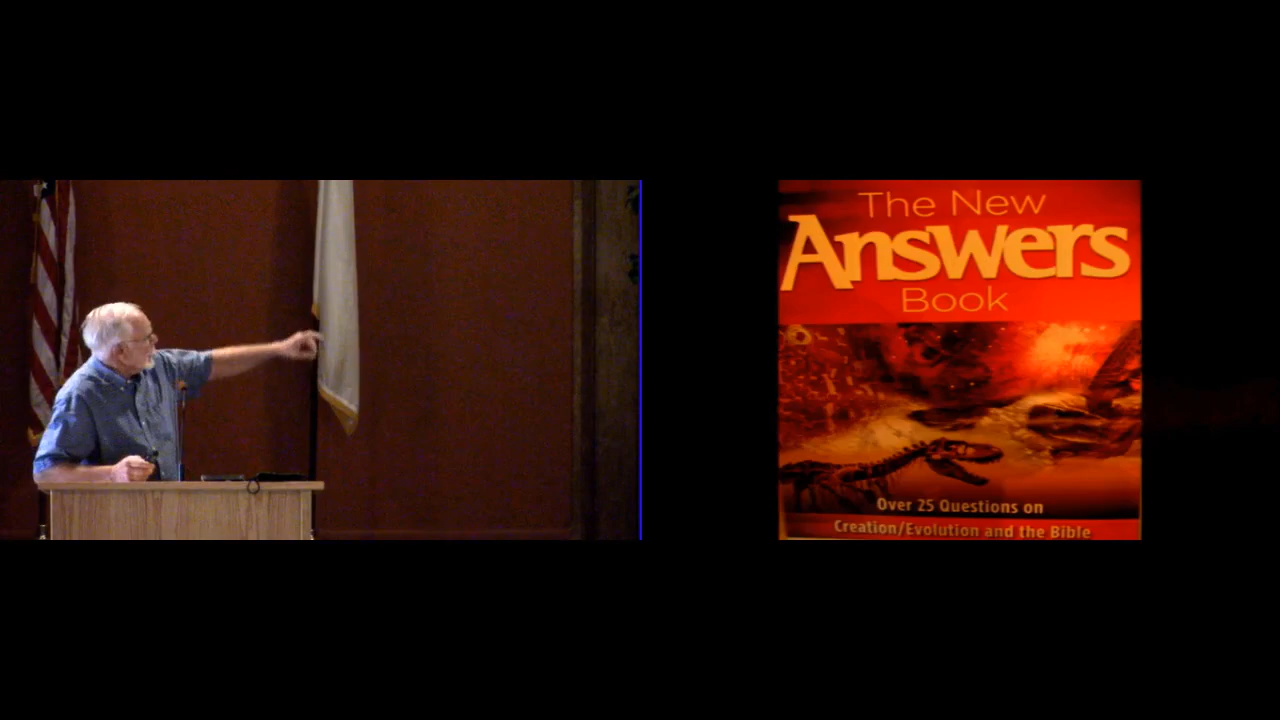 The New
Answers
Book
Over 25 Questions on
Creation/Evolution and the Bible